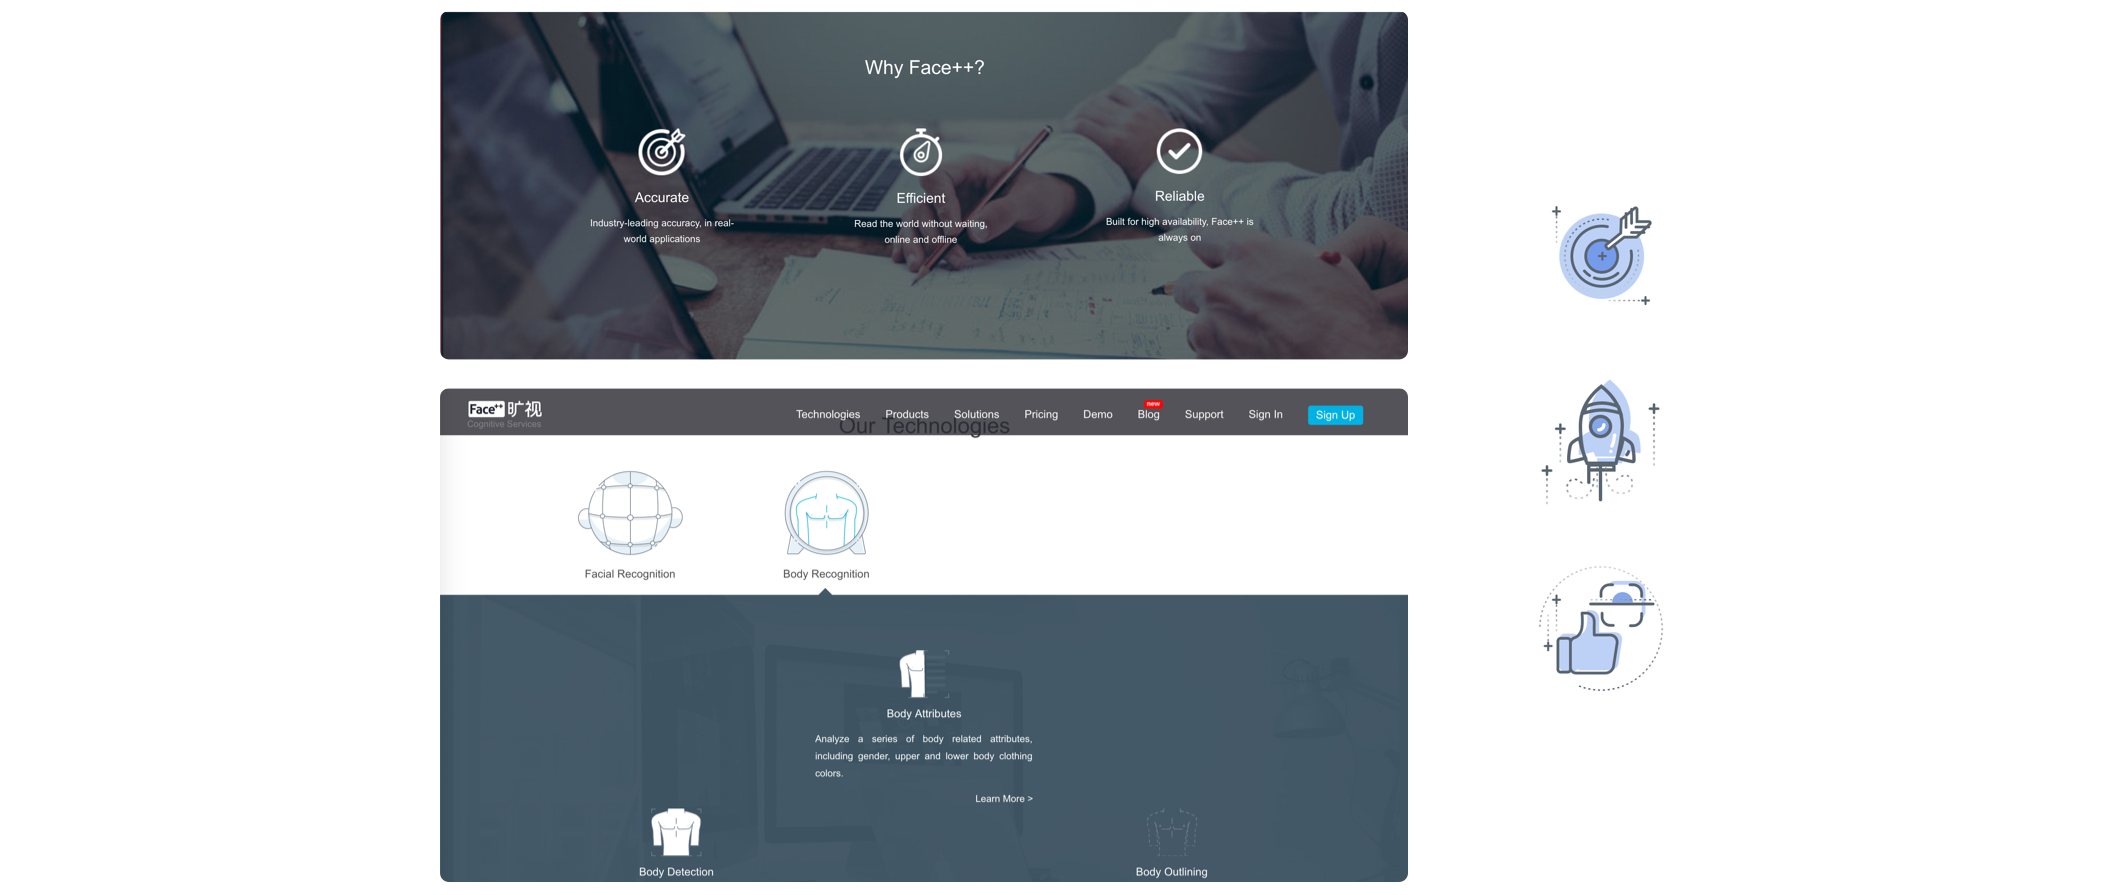 Why Face++?
Accurate
Industry-leading accuracy, in real-
world applications
Efficient
Read the world without waiting,
online and offline
Reliable
Built for high availability, Face++ is
always on
Face++ 旷视
Cognitive Services
Technologies
Products
Solutions
Pricing
Demo
new
Blog
Support
Sign In
Sign Up
Our Technologies
Facial Recognition
Body Recognition
Body Attributes
Analyze a series of body related attributes,
including gender, upper and lower body clothing
colors.
Learn More >
Body Detection
Body Outlining